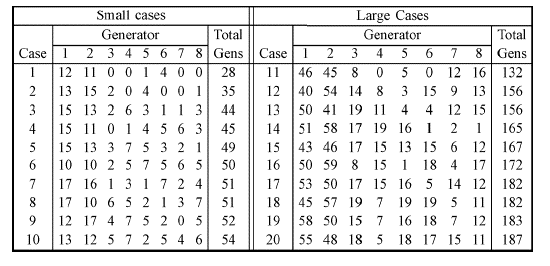 Small cases Large Cases
Generator Total Generator Total
Case 1 2 3 4 5 6 7 8 Gens Case 1 2 3 4 5 6 7 8 Gens
1 12 11 0 0 1 4 0 0 28 11 46 45 8 0 5 0 12 16 132
2 13 15 2 0 4 0 0 1 35 12 40 54 14 8 3 15 9 13 156
3 15 13 2 6 3 1 1 3 44 13 50 41 19 11 4 4 12 15 156
4 15 11 0 1 4 5 6 3 45 14 51 58 17 19 16 1 2 1 165
5 15 13 3 7 5 3 2 1 49 15 43 46 17 15 13 15 6 12 167
6 10 10 2 5 7 5 6 5 50 16 50 59 8 15 1 18 4 17 172
7 17 16 1 3 1 7 2 4 51 17 53 50 17 15 16 5 14 12 182
8 17 10 6 5 2 1 3 7 51 18 45 57 19 7 19 19 5 11 182
9 12 17 4 7 5 2 0 5 52 19 58 50 15 7 16 18 7 12 183
10 13 12 5 7 2 5 4 6 54 20 55 48 18 5 18 17 15 11 187